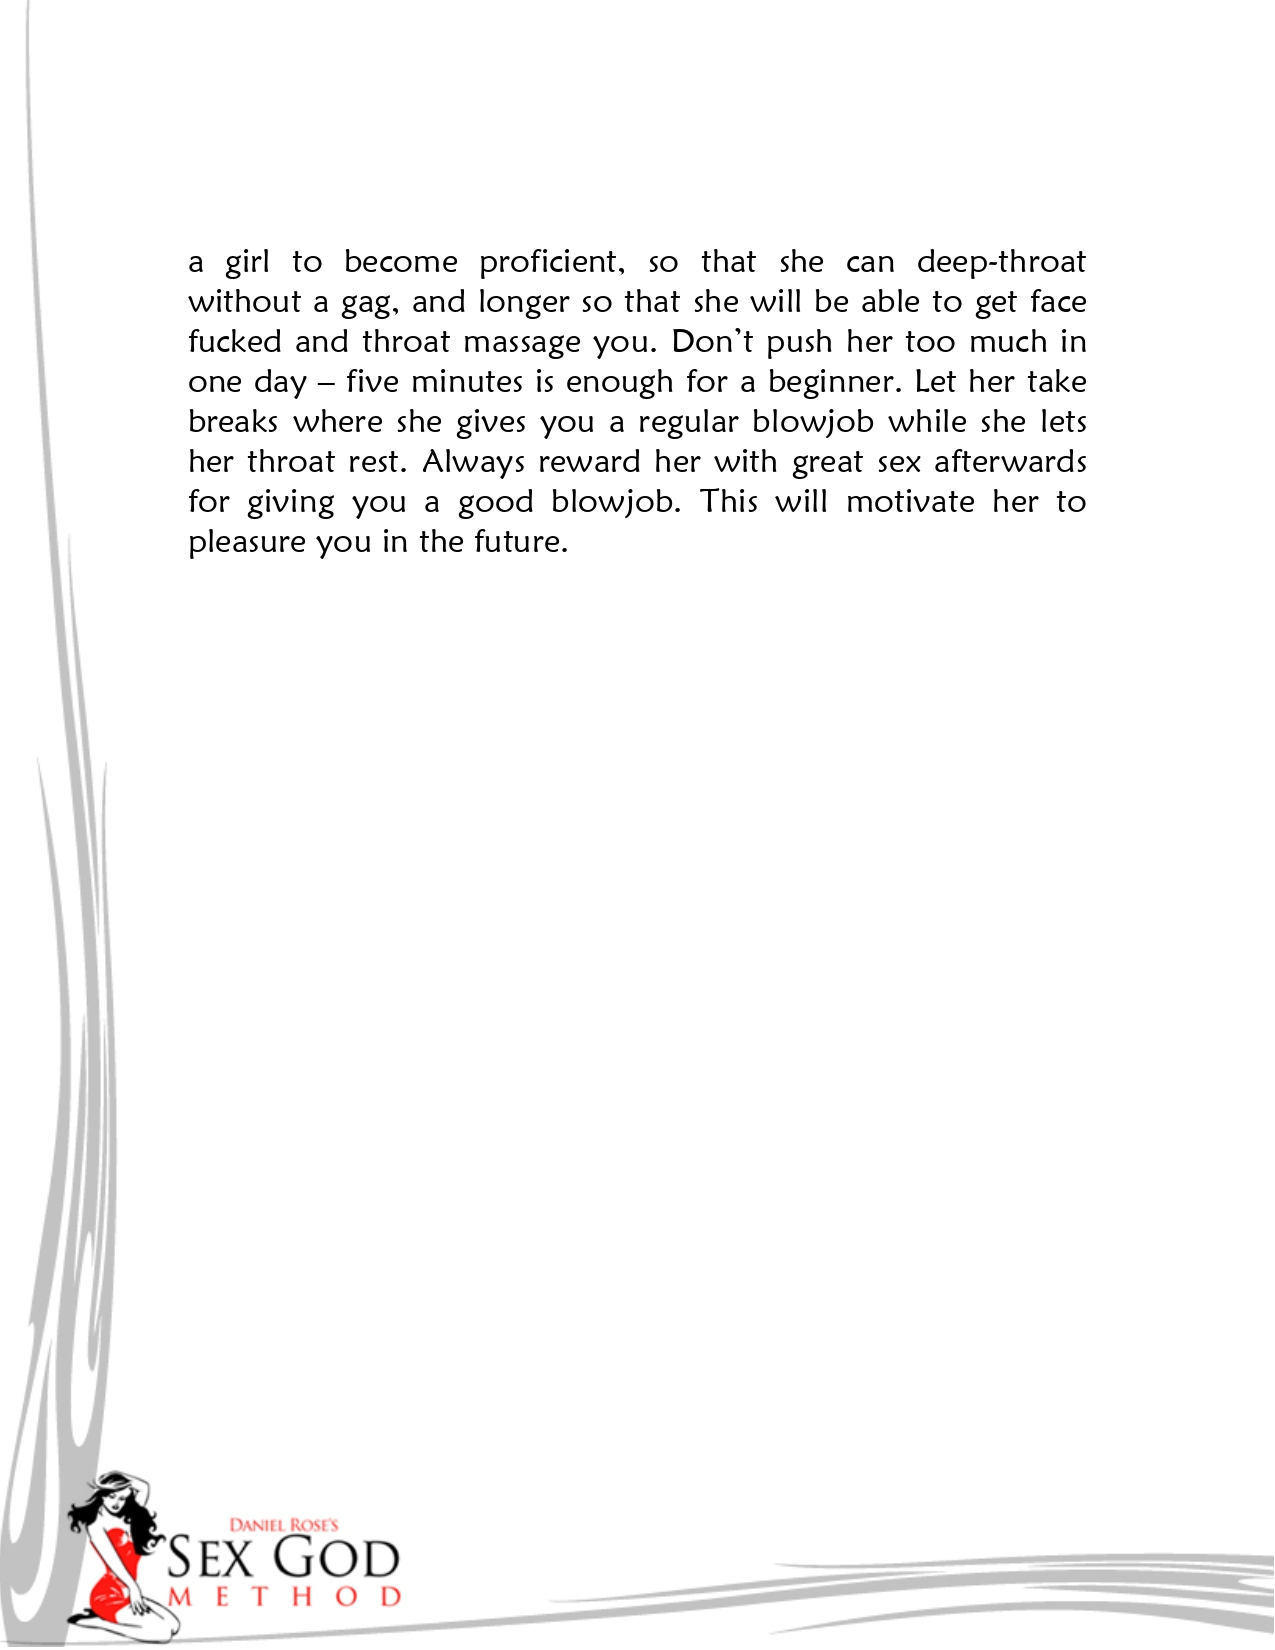 a girl to become proficient, so that she can deep-throat
without a gag, and longer so that she will be able to get face
fucked and throat massage you. Don’t push her too much in
one day – five minutes is enough for a beginner. Let her take
breaks where she gives you a regular blowjob while she lets
her throat rest. Always reward her with great sex afterwards
for giving you a good blowjob. This will motivate her to
pleasure you in the future.
DANIEL ROSE'S
SEX GOD
METHOD